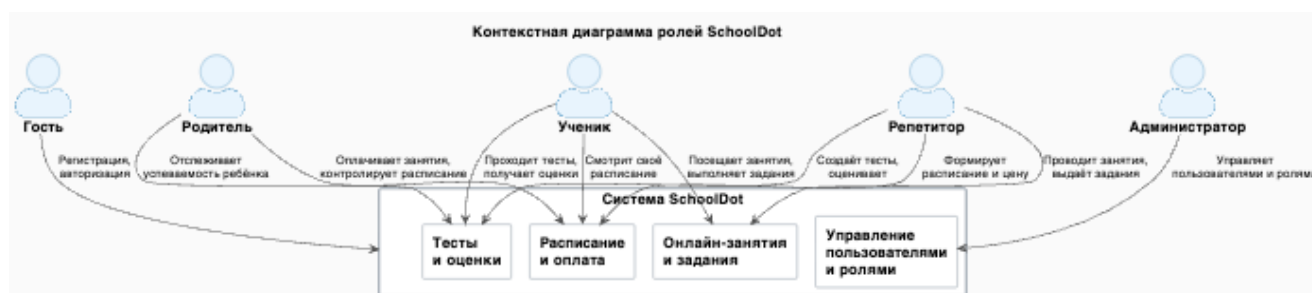 Контекстная диаграмма ролей SchoolDot
Гость
Родитель
Ученик
Репетитор
Администратор
Регистрация,
авторизация
Отслеживает
успеваемость ребёнка
Оплачивает занятия,
контролирует расписание
Проходит тесты,
получает оценки
Смотрит своё
расписание
Посещает занятия,
выполняет задания
Создаёт тесты,
оценивает
Формирует
расписание и цену
Проводит занятия,
выдаёт задания
Управляет
пользователями и ролями
Система SchoolDot
Тесты
и оценки
Расписание
и оплата
Онлайн-занятия
и задания
Управление
пользователями
и ролями